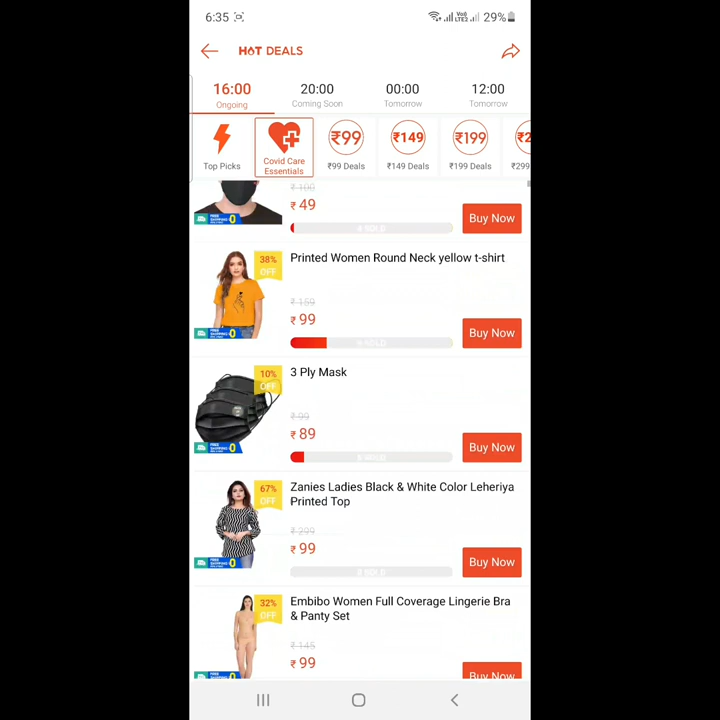 6:35
29%
HOT DEALS
16:00
Ongoing
20:00
Coming Soon
00:00
Tomorrow
12:00
Tomorrow
Top Picks
Covid Care
Essentials
₹99
₹99 Deals
₹149
₹149 Deals
₹199
₹199 Deals
₹2
₹299
₹ 100
₹ 49
Buy Now
38%
OFF
Printed Women Round Neck yellow t-shirt
₹ 159
₹ 99
Buy Now
10%
OFF
3 Ply Mask
₹ 99
₹ 89
Buy Now
67%
OFF
Zanies Ladies Black & White Color Leheriya
Printed Top
₹ 299
₹ 99
Buy Now
32%
OFF
Embibo Women Full Coverage Lingerie Bra
& Panty Set
₹ 145
₹ 99
Buy Now